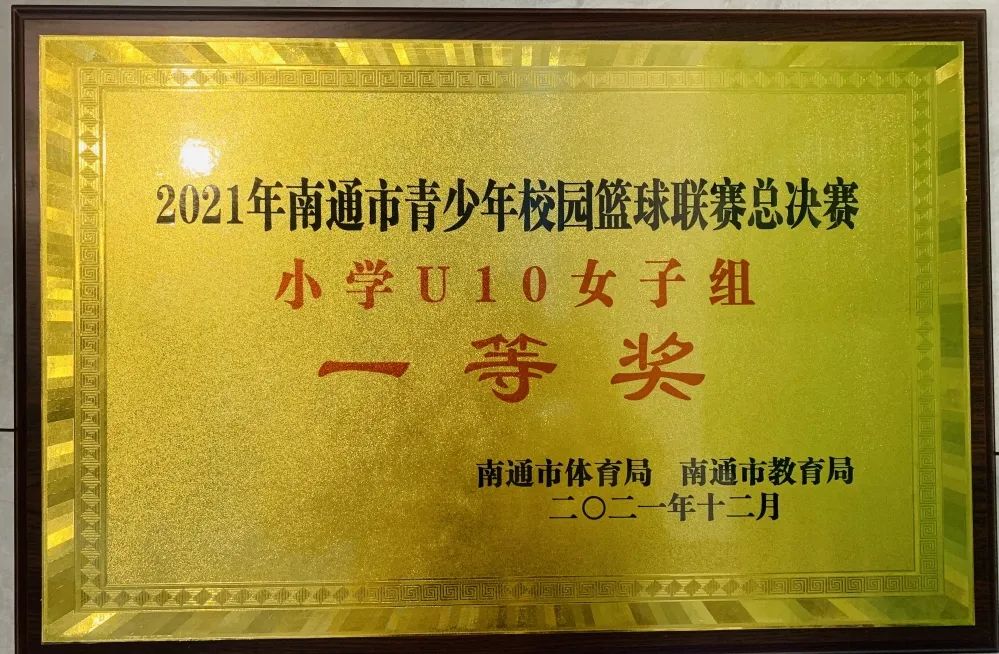 2021年南通市青少年校园篮球联赛总决赛
小学U10女子组
一等奖
南通市体育局 南通市教育局
二〇二一年十二月